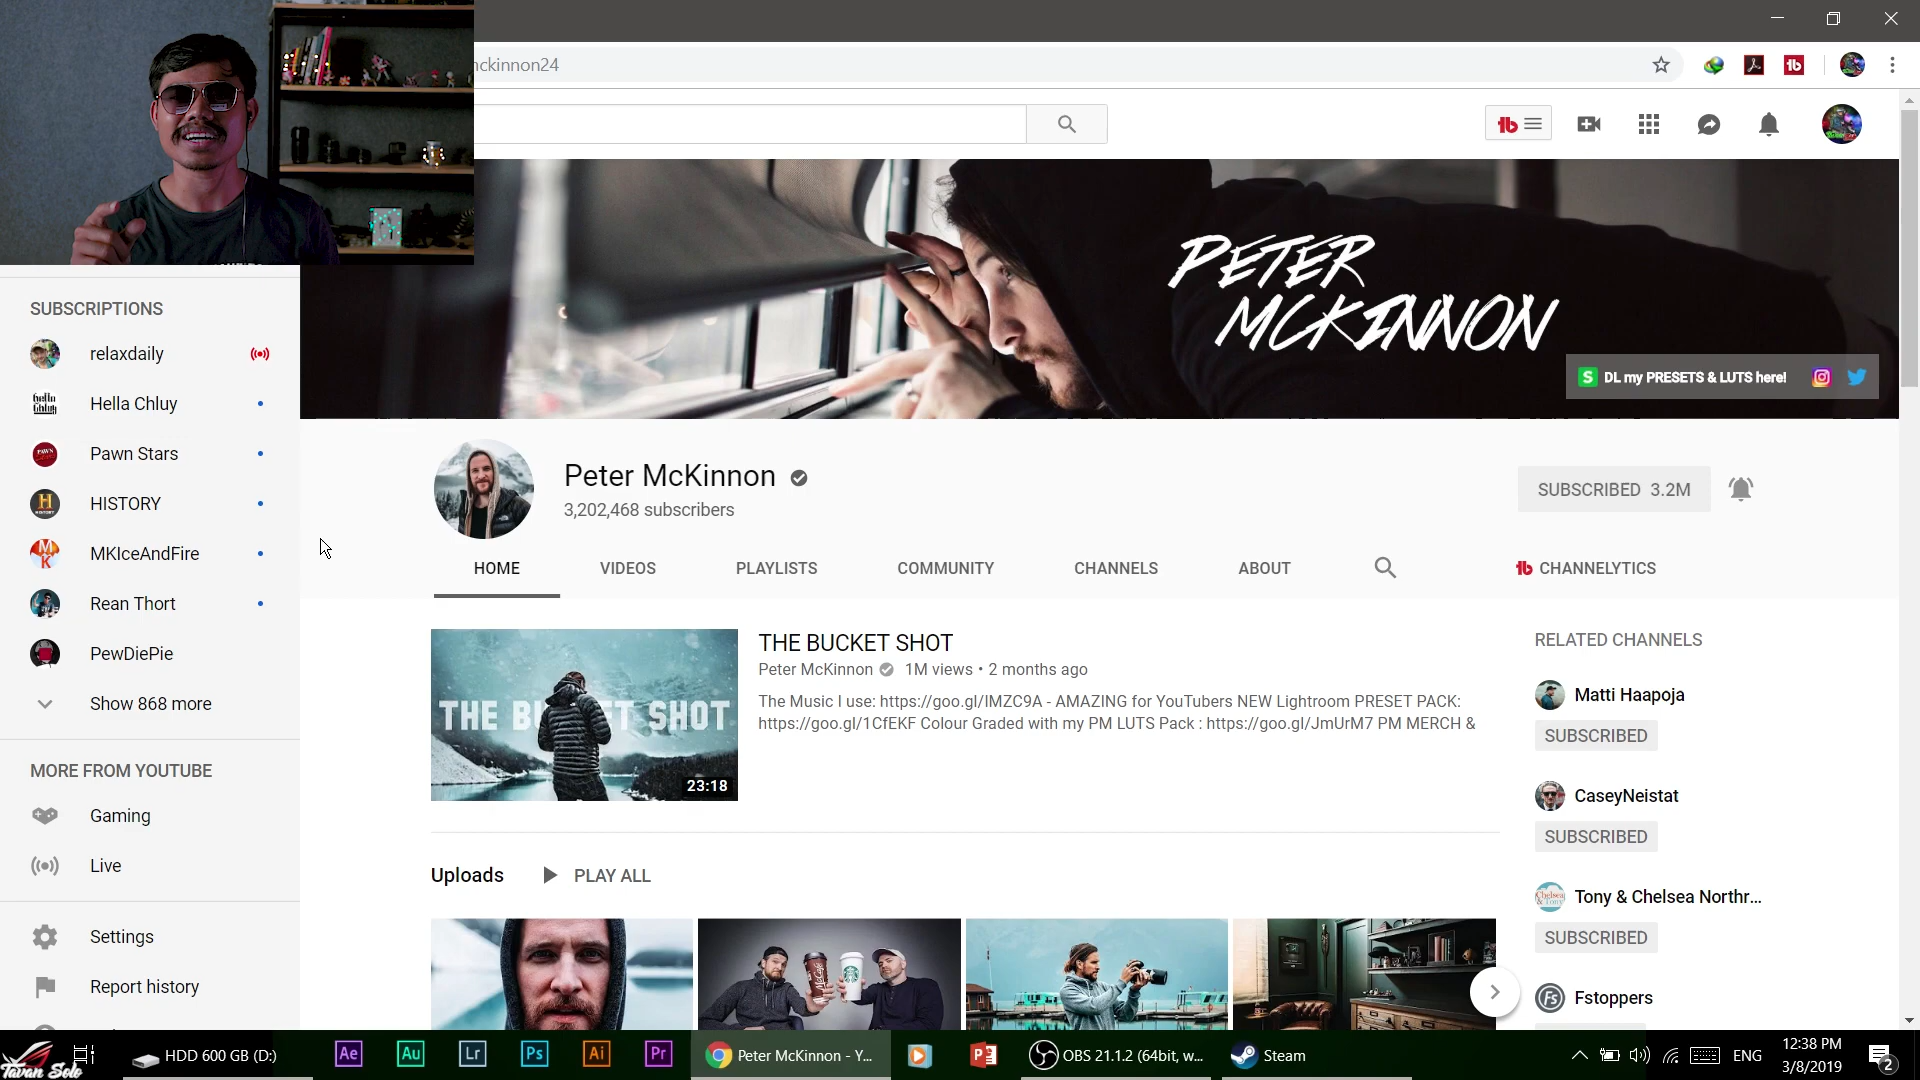 ckinnon24
PETER
MCKINNON
DL my PRESETS & LUTS here!
SUBSCRIPTIONS
relaxdaily
Hella Chluy
Pawn Stars
HISTORY
MKIceAndFire
Rean Thort
PewDiePie
Show 868 more
MORE FROM YOUTUBE
Gaming
Live
Settings
Report history
Peter McKinnon
3,202,468 subscribers
SUBSCRIBED 3.2M
HOME VIDEOS PLAYLISTS COMMUNITY CHANNELS ABOUT CHANNELYTICS
THE BUCKET SHOT
23:18
THE BUCKET SHOT
Peter McKinnon 1M views • 2 months ago
The Music I use: https://goo.gl/IMZC9A - AMAZING for YouTubers NEW Lightroom PRESET PACK:
https://goo.gl/1CfEKF Colour Graded with my PM LUTS Pack : https://goo.gl/JmUrM7 PM MERCH &
Uploads PLAY ALL
RELATED CHANNELS
Matti Haapoja
SUBSCRIBED
CaseyNeistat
SUBSCRIBED
Tony & Chelsea Northr...
SUBSCRIBED
Fstoppers
Tavan Solo
HDD 600 GB (D:)
Ae
Au
Lr
Ps
Ai
Pr
Peter McKinnon - Y...
OBS 21.1.2 (64bit, w...
Steam
ENG
12:38 PM
3/8/2019
2